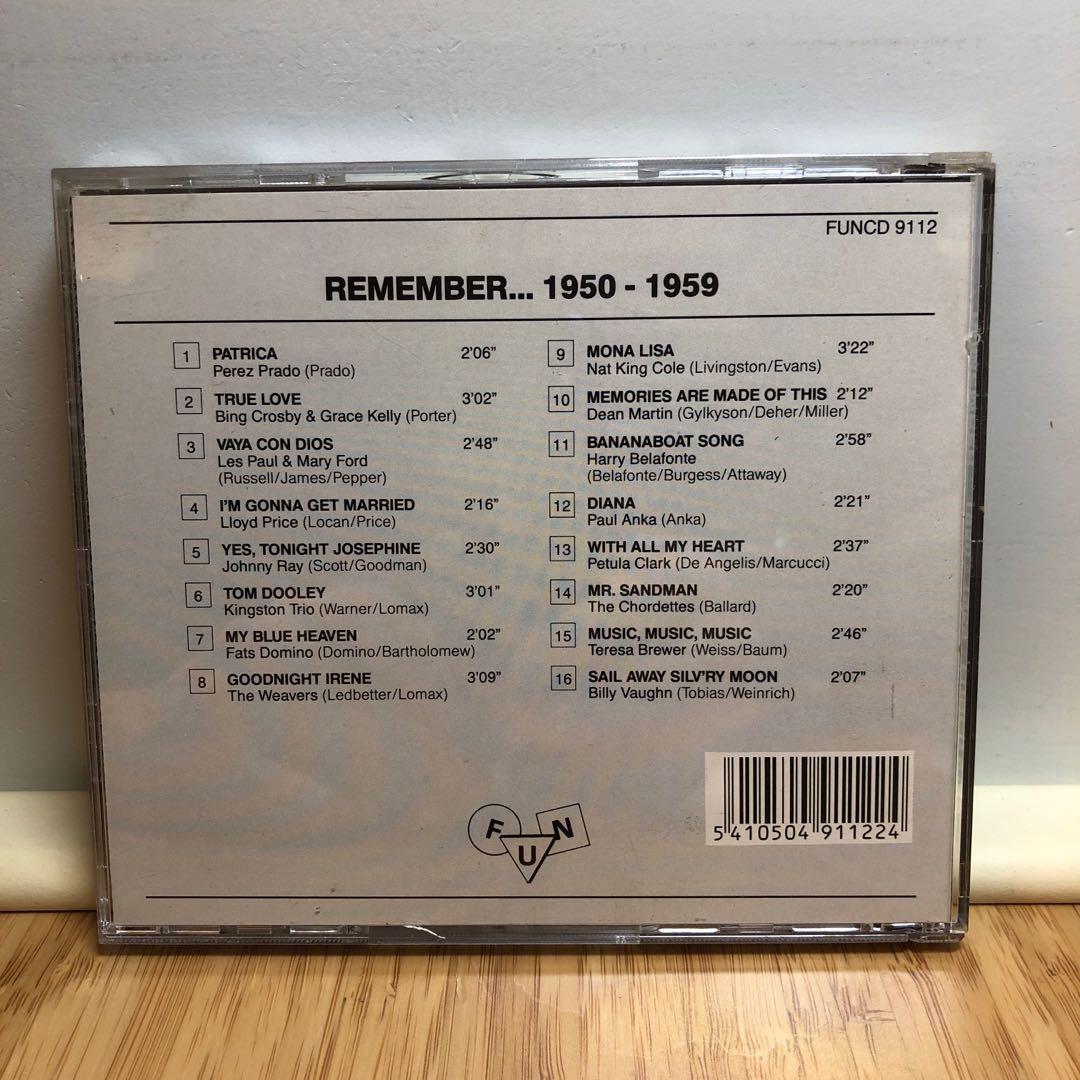 FUNCD 9112
REMEMBER... 1950 - 1959
1 PATRICA 2'06"
Perez Prado (Prado)
2 TRUE LOVE 3'02"
Bing Crosby & Grace Kelly (Porter)
3 VAYA CON DIOS 2'48"
Les Paul & Mary Ford
(Russell/James/Pepper)
4 I'M GONNA GET MARRIED 2'16"
Lloyd Price (Locan/Price)
5 YES, TONIGHT JOSEPHINE 2'30"
Johnny Ray (Scott/Goodman)
6 TOM DOOLEY 3'01"
Kingston Trio (Warner/Lomax)
7 MY BLUE HEAVEN 2'02"
Fats Domino (Domino/Bartholomew)
8 GOODNIGHT IRENE 3'09"
The Weavers (Ledbetter/Lomax)
9 MONA LISA 3'22"
Nat King Cole (Livingston/Evans)
10 MEMORIES ARE MADE OF THIS 2'12"
Dean Martin (Gylkyson/Deher/Miller)
11 BANANABOAT SONG 2'58"
Harry Belafonte
(Belafonte/Burgess/Attaway)
12 DIANA 2'21"
Paul Anka (Anka)
13 WITH ALL MY HEART 2'37"
Petula Clark (De Angelis/Marcucci)
14 MR. SANDMAN 2'20"
The Chordettes (Ballard)
15 MUSIC, MUSIC, MUSIC 2'46"
Teresa Brewer (Weiss/Baum)
16 SAIL AWAY SILV'RY MOON 2'07"
Billy Vaughn (Tobias/Weinrich)
FUN
5 410504 911224